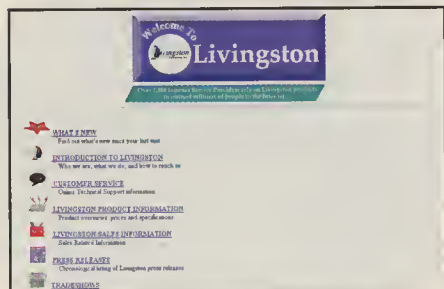 Welcome To
Livingston
Livingston
Over 1,000 Internet Service Providers rely on Livingston products
to connect millions of people to the Internet
WHAT'S NEW
Find out what's new since your last visit
INTRODUCTION TO LIVINGSTON
Who we are, what we do, and how to reach us
CUSTOMER SERVICE
Online Technical Support information
LIVINGSTON PRODUCT INFORMATION
Product overviews, prices and specifications
LIVINGSTON SALES INFORMATION
Sales Related Information
PRESS RELEASES
Chronological listing of Livingston press releases
TRADESHOWS